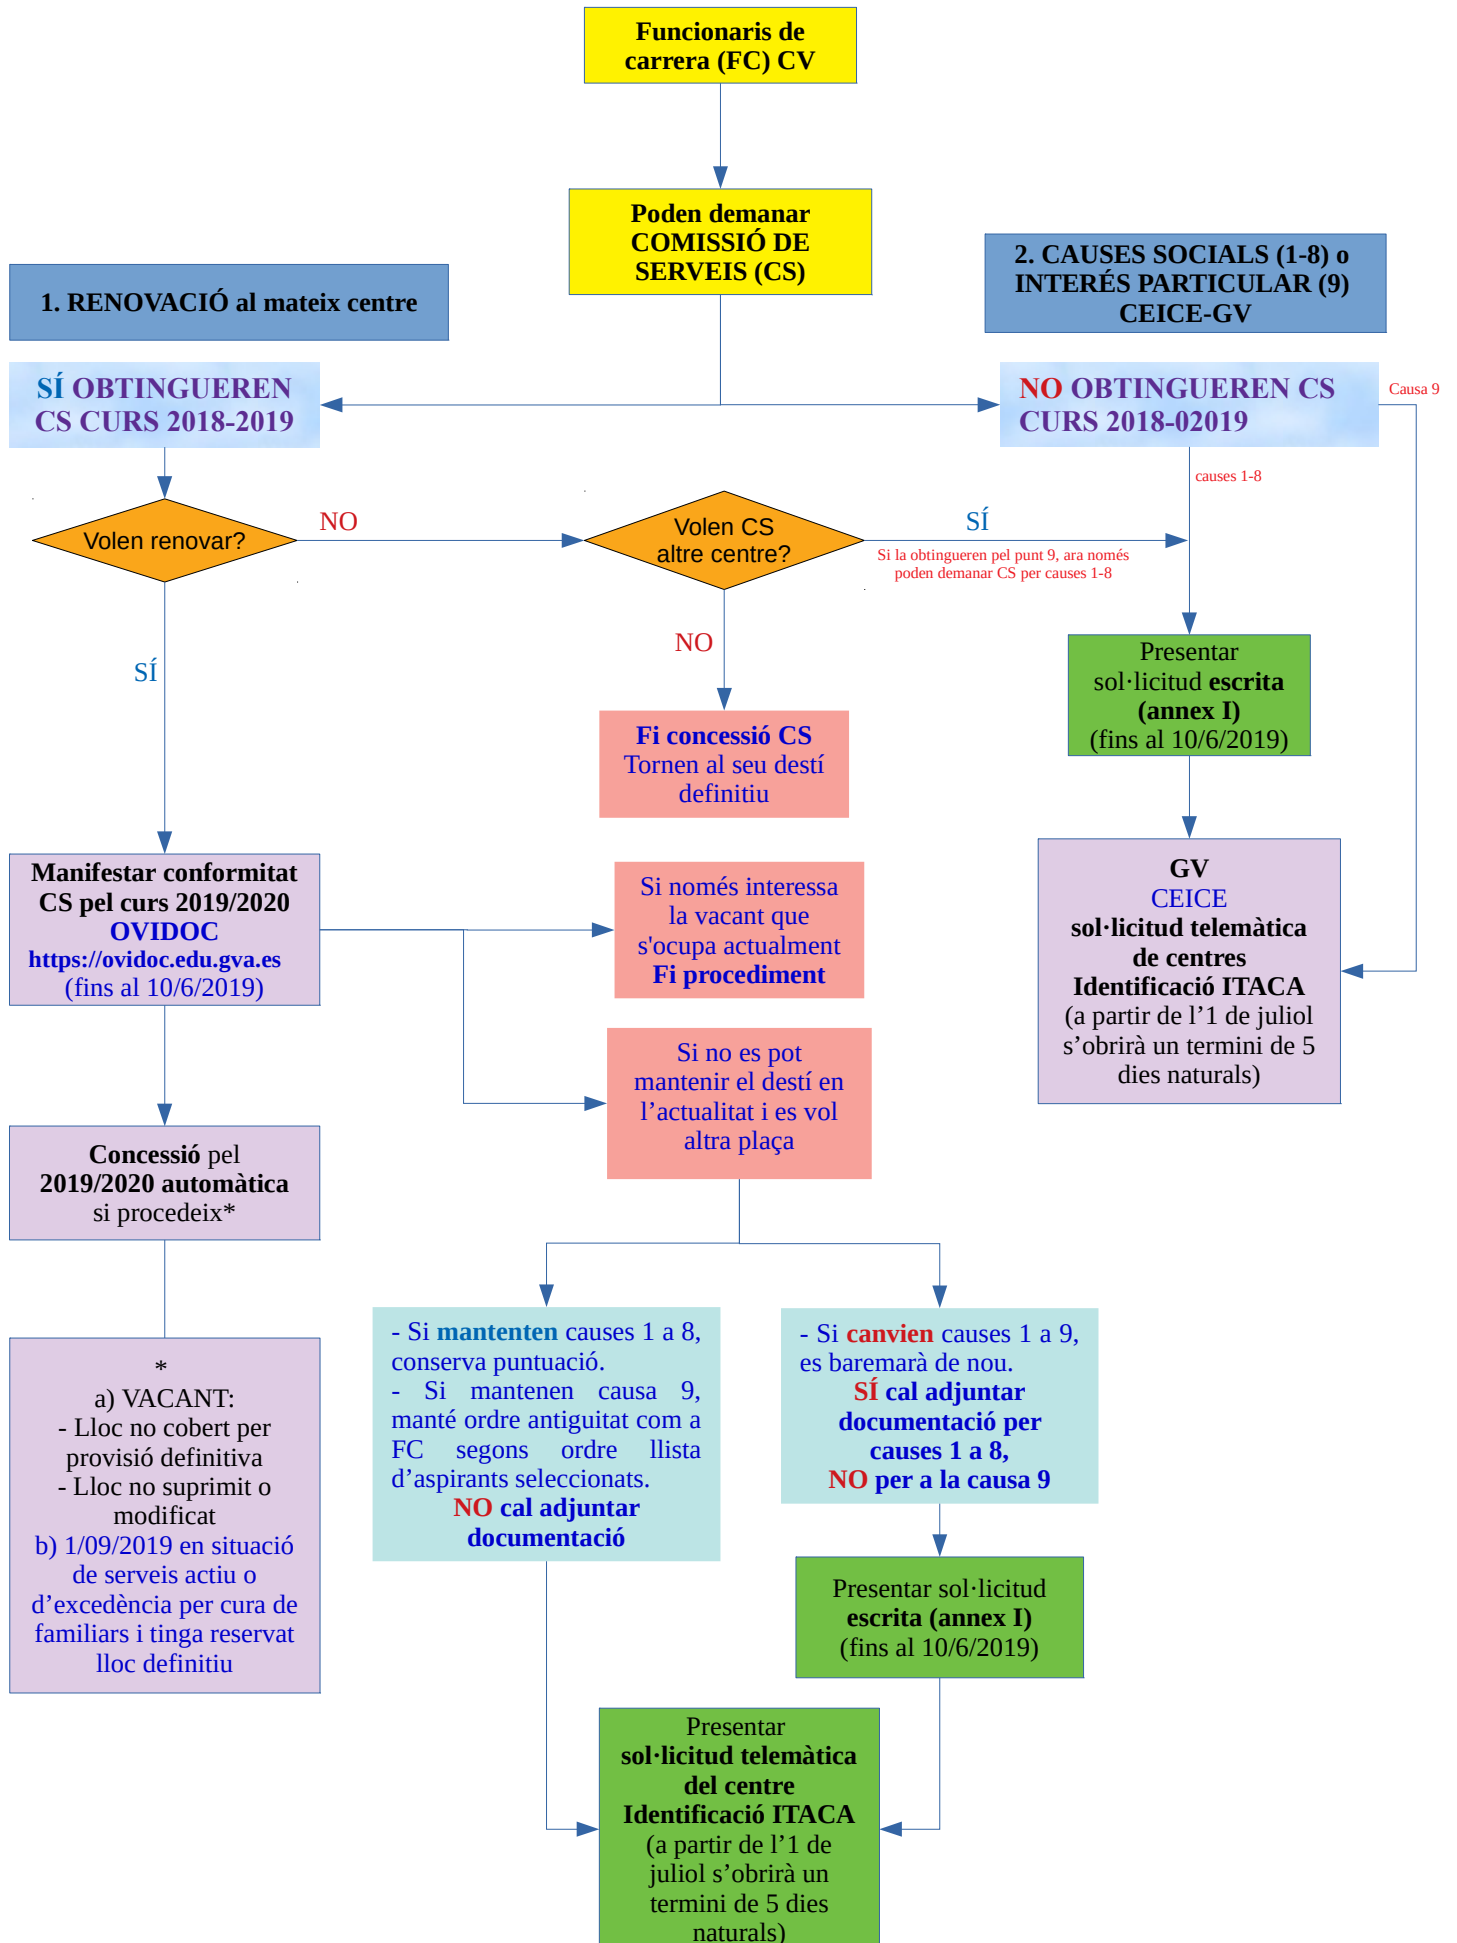 Funcionaris de
carrera (FC) CV
Poden demanar
COMISSIÓ DE
SERVEIS (CS)
1. RENOVACIÓ al mateix centre
2. CAUSES SOCIALS (1-8) o
INTERÉS PARTICULAR (9)
CEICE-GV
SÍ OBTINGUEREN
CS CURS 2018-2019
NO OBTINGUEREN CS
CURS 2018-02019
Causa 9
causes 1-8
Volen renovar?
NO
Volen CS
altre centre?
SÍ
Si la obtingueren pel punt 9, ara només
poden demanar CS per causes 1-8
SÍ
NO
Presentar
sol·licitud escrita
(annex I)
(fins al 10/6/2019)
Fi concessió CS
Tornen al seu destí
definitiu
Manifestar conformitat
CS pel curs 2019/2020
OVIDOC
https://ovidoc.edu.gva.es
(fins al 10/6/2019)
Si només interessa
la vacant que
s'ocupa actualment
Fi procediment
GV
CEICE
sol·licitud telemàtica
de centres
Identificació ITACA
(a partir de l’1 de juliol
s’obrirà un termini de 5
dies naturals)
Si no es pot
mantenir el destí en
l’actualitat i es vol
altra plaça
Concessió pel
2019/2020 automàtica
si procedeix*
- Si mantenten causes 1 a 8,
conserva puntuació.
- Si mantenen causa 9,
manté ordre antiguitat com a
FC segons ordre llista
d’aspirants seleccionats.
NO cal adjuntar
documentació
- Si canvien causes 1 a 9,
es baremarà de nou.
SÍ cal adjuntar
documentació per
causes 1 a 8,
NO per a la causa 9
*
a) VACANT:
- Lloc no cobert per
provisió definitiva
- Lloc no suprimit o
modificat
b) 1/09/2019 en situació
de serveis actiu o
d’excedència per cura de
familiars i tinga reservat
lloc definitiu
Presentar sol·licitud
escrita (annex I)
(fins al 10/6/2019)
Presentar
sol·licitud telemàtica
del centre
Identificació ITACA
(a partir de l’1 de
juliol s’obrirà un
termini de 5 dies
naturals)